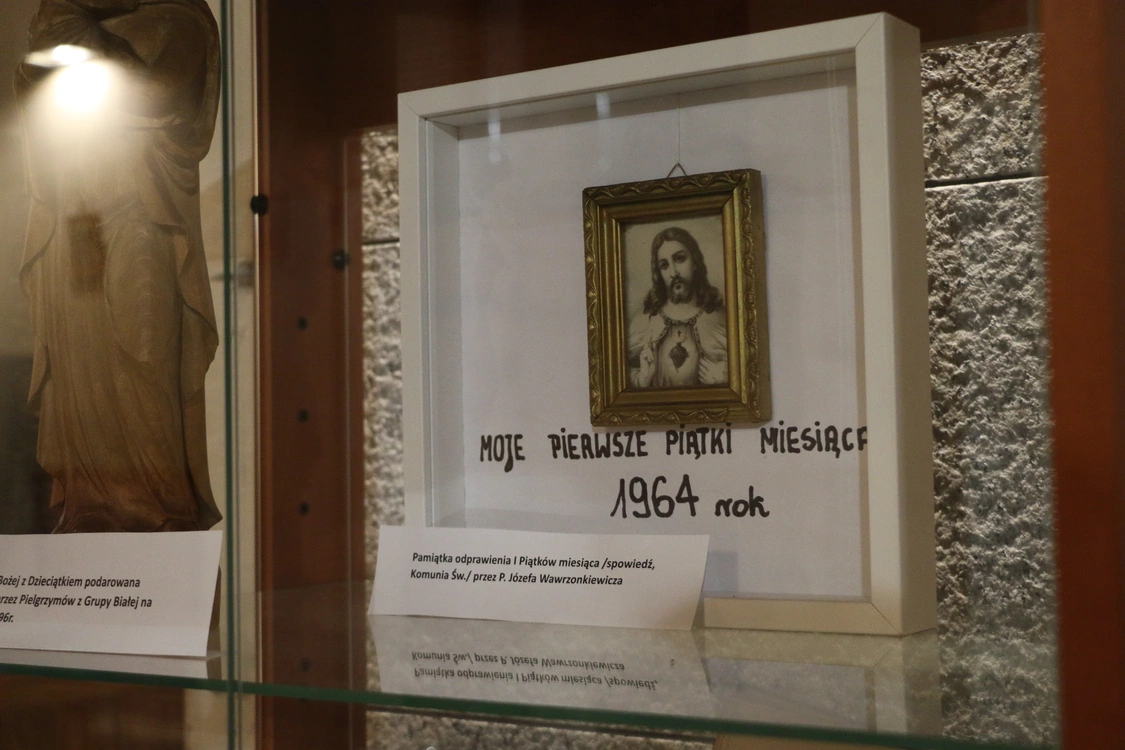 MOJE PIERWSZE PIĄTKI MIESIĄCA
1964 rok
Pamiątka odprawienia I Piątków miesiąca /spowiedź,
Komunia Św./ przez P. Józefa Wawrzonkiewicza
Bożej z Dzieciątkiem podarowana
przez Pielgrzymów z Grupy Białej na
96r.